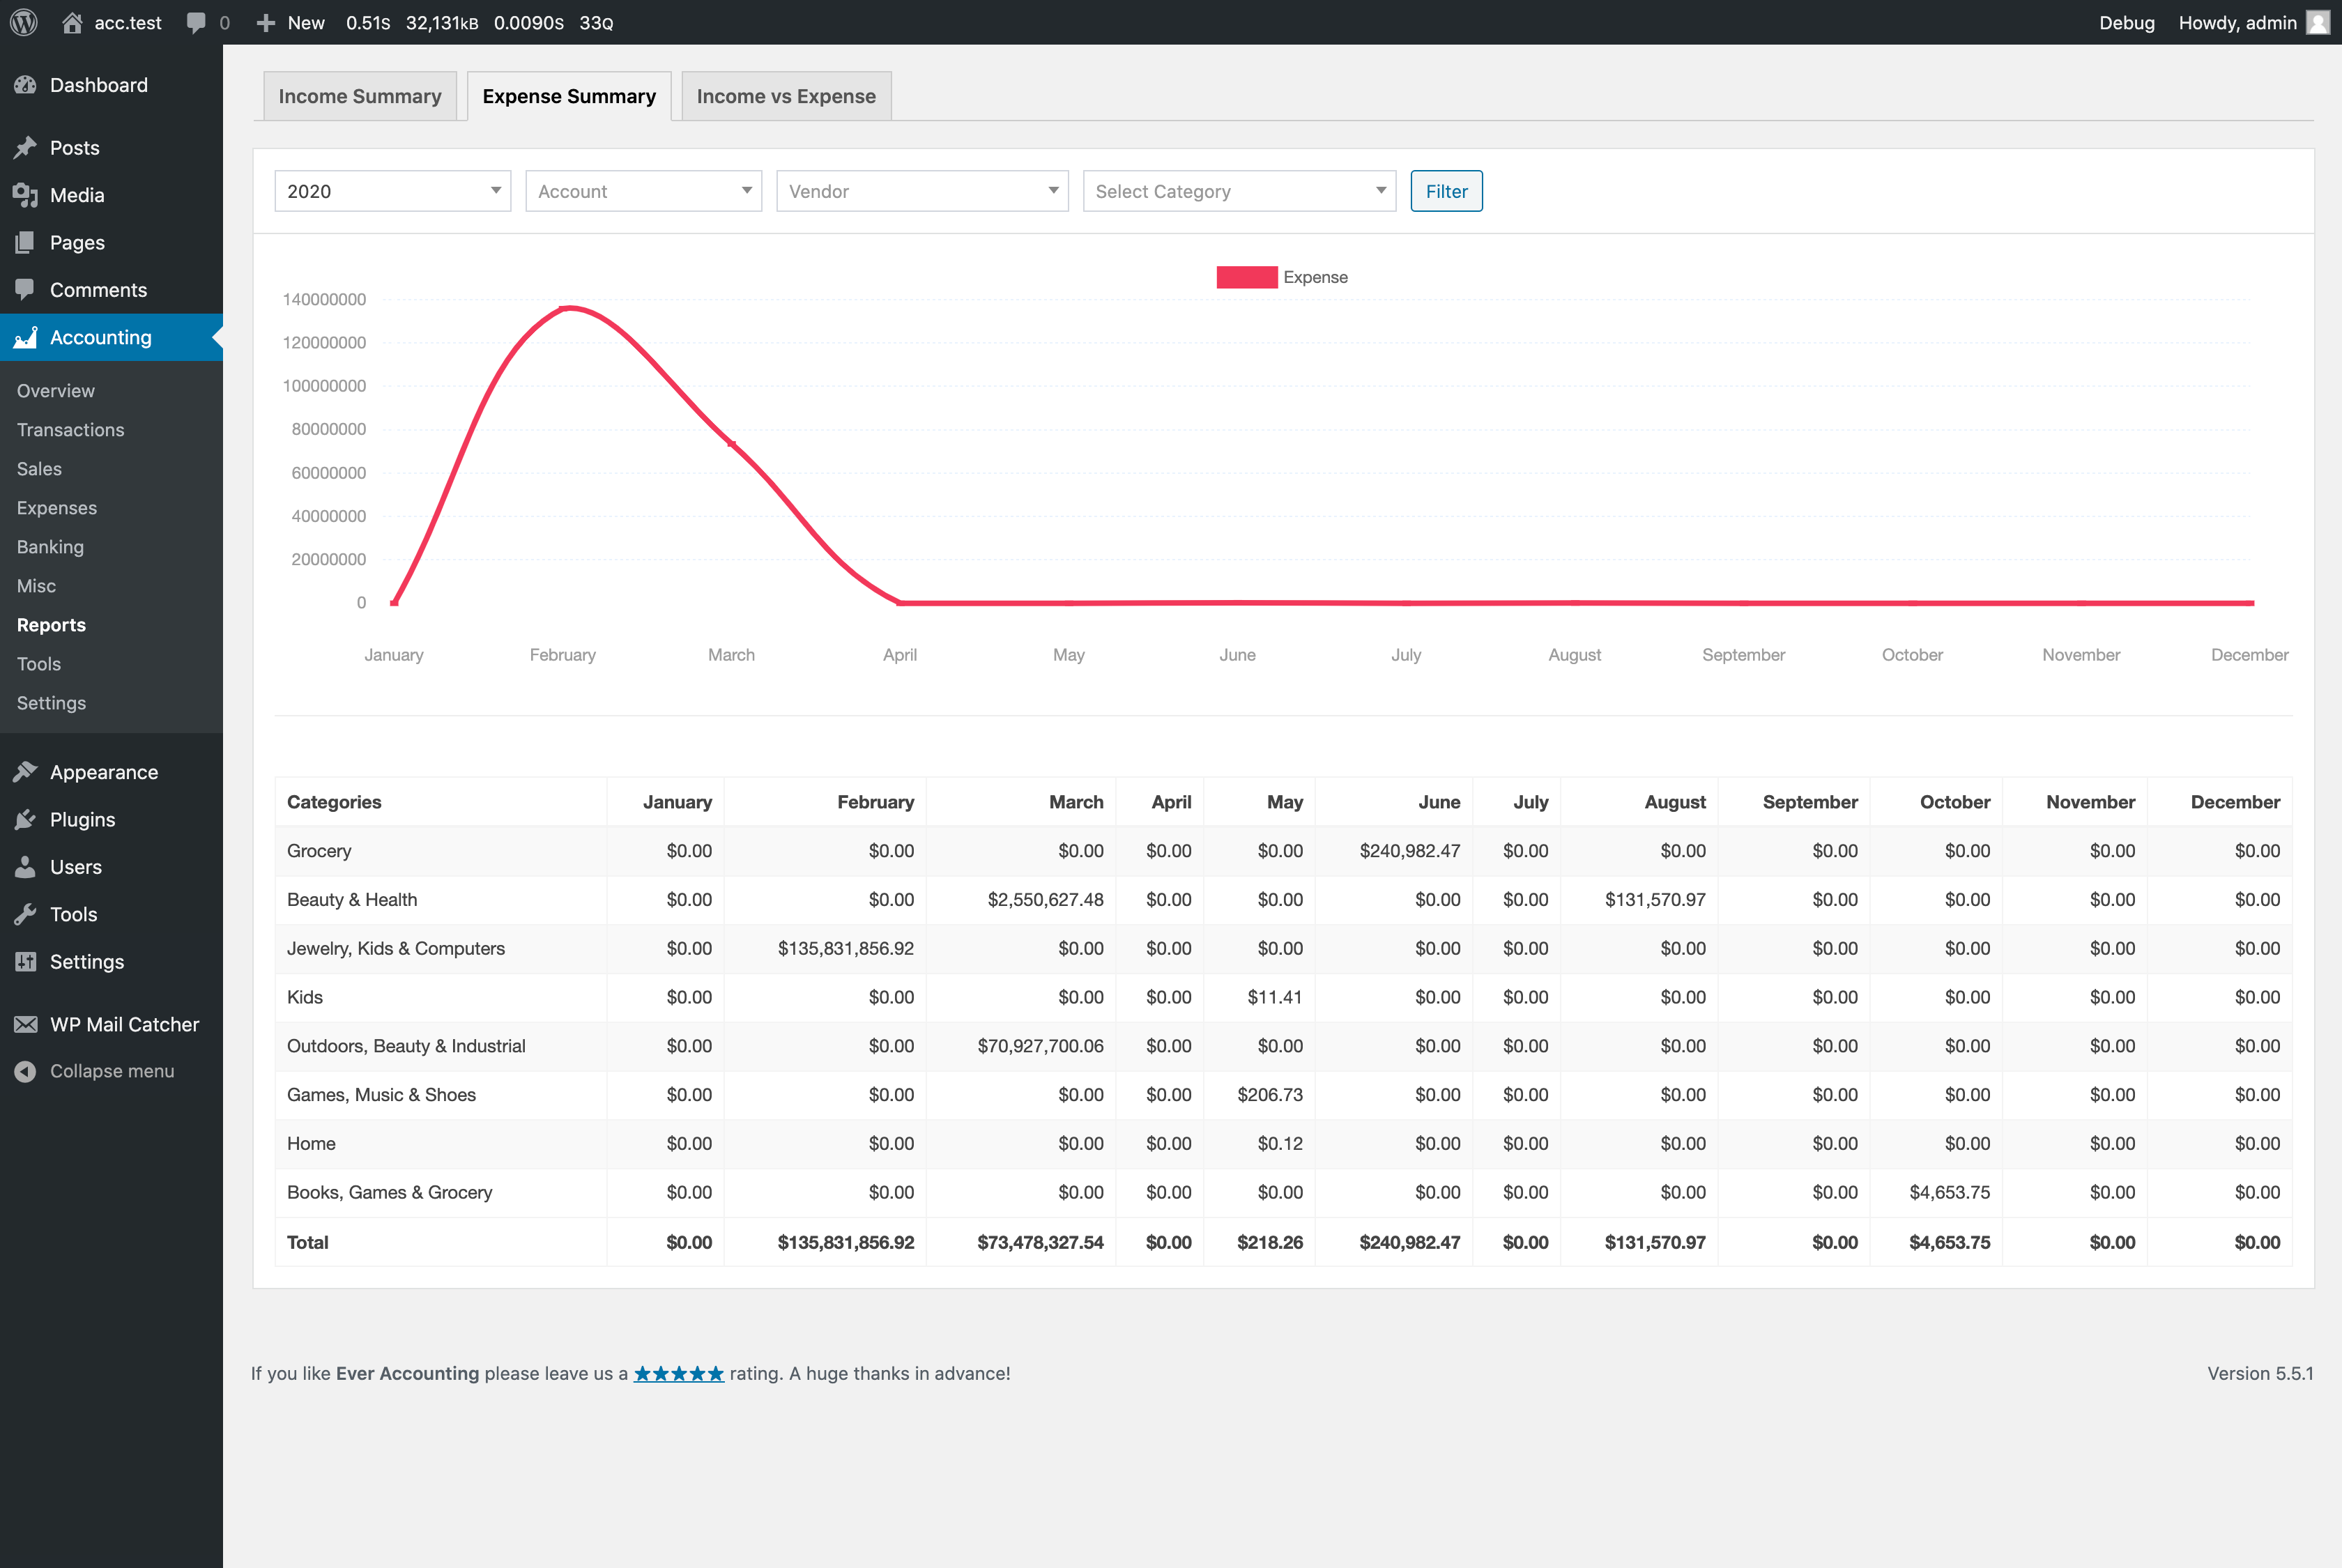 acc.test 0 New 0.51S 32,131KB 0.0090S 33Q Debug Howdy, admin
Dashboard
Posts
Media
Pages
Comments
Accounting
Overview
Transactions
Sales
Expenses
Banking
Misc
Reports
Tools
Settings
Appearance
Plugins
Users
Tools
Settings
WP Mail Catcher
Collapse menu
Income Summary Expense Summary Income vs Expense
2020 Account Vendor Select Category Filter
Expense
140000000
120000000
100000000
80000000
60000000
40000000
20000000
0
January February March April May June July August September October November December
Categories January February March April May June July August September October November December
Grocery $0.00 $0.00 $0.00 $0.00 $0.00 $240,982.47 $0.00 $0.00 $0.00 $0.00 $0.00 $0.00
Beauty & Health $0.00 $0.00 $2,550,627.48 $0.00 $0.00 $0.00 $0.00 $131,570.97 $0.00 $0.00 $0.00 $0.00
Jewelry, Kids & Computers $0.00 $135,831,856.92 $0.00 $0.00 $0.00 $0.00 $0.00 $0.00 $0.00 $0.00 $0.00 $0.00
Kids $0.00 $0.00 $0.00 $0.00 $11.41 $0.00 $0.00 $0.00 $0.00 $0.00 $0.00 $0.00
Outdoors, Beauty & Industrial $0.00 $0.00 $70,927,700.06 $0.00 $0.00 $0.00 $0.00 $0.00 $0.00 $0.00 $0.00 $0.00
Games, Music & Shoes $0.00 $0.00 $0.00 $0.00 $206.73 $0.00 $0.00 $0.00 $0.00 $0.00 $0.00 $0.00
Home $0.00 $0.00 $0.00 $0.00 $0.12 $0.00 $0.00 $0.00 $0.00 $0.00 $0.00 $0.00
Books, Games & Grocery $0.00 $0.00 $0.00 $0.00 $0.00 $0.00 $0.00 $0.00 $0.00 $4,653.75 $0.00 $0.00
Total $0.00 $135,831,856.92 $73,478,327.54 $0.00 $218.26 $240,982.47 $0.00 $131,570.97 $0.00 $4,653.75 $0.00 $0.00
If you like Ever Accounting please leave us a ★★★★★ rating. A huge thanks in advance! Version 5.5.1